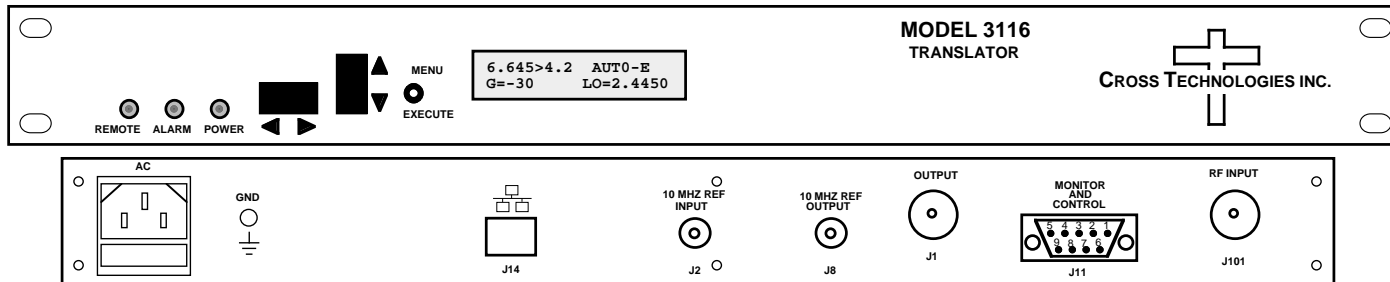 MODEL 3116
TRANSLATOR
CROSS TECHNOLOGIES INC.
6.645>4.2 AUT0-E
G=-30 LO=2.4450
MENU
EXECUTE
REMOTE ALARM POWER
AC
GND
J14
10 MHZ REF
INPUT
J2
10 MHZ REF
OUTPUT
J8
OUTPUT
J1
MONITOR
AND
CONTROL
5 4 3 2 1
9 8 7 6
J11
RF INPUT
J101